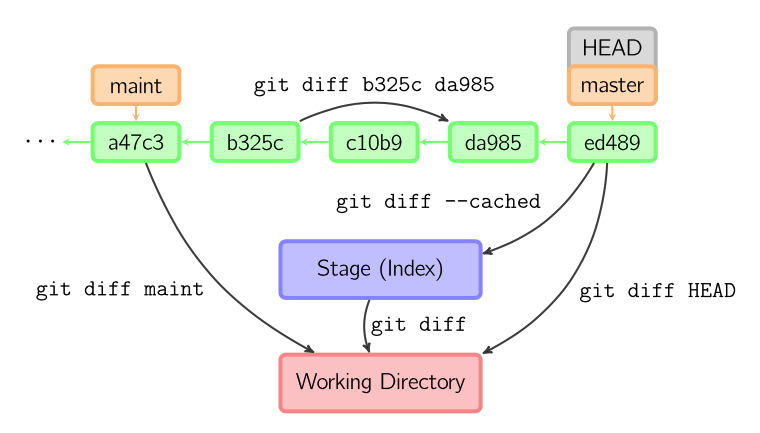 HEAD
maint
git diff b325c da985
master
...
a47c3
b325c
c10b9
da985
ed489
git diff --cached
Stage (Index)
git diff maint
git diff HEAD
git diff
Working Directory